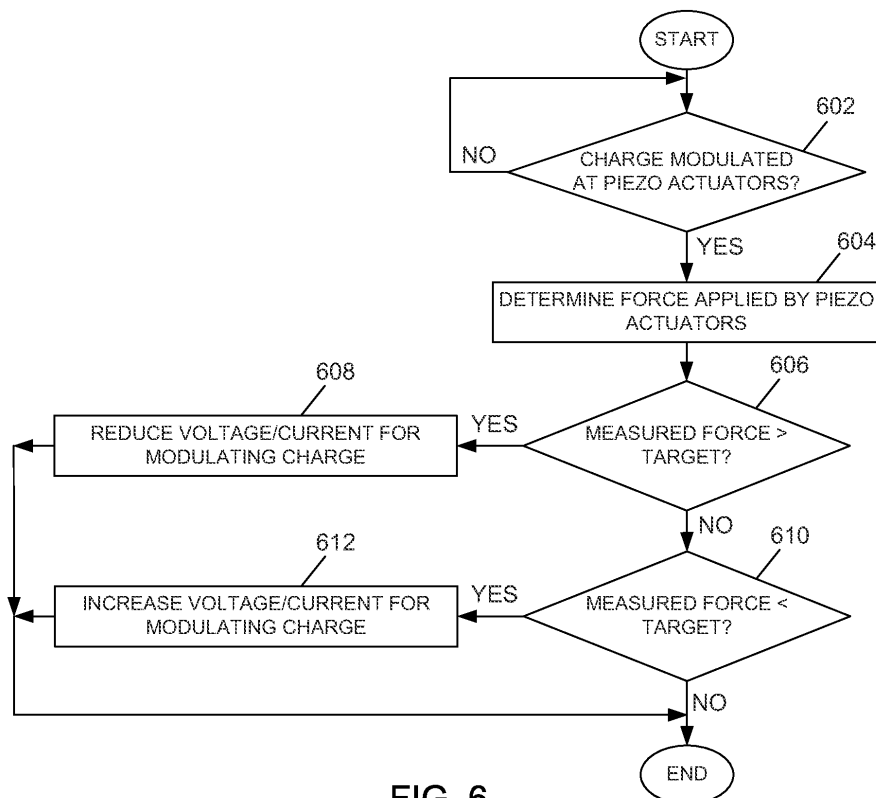 START
602
NO
CHARGE MODULATED
AT PIEZO ACTUATORS?
YES
604
DETERMINE FORCE APPLIED BY PIEZO
ACTUATORS
608
606
REDUCE VOLTAGE/CURRENT FOR
MODULATING CHARGE
YES
MEASURED FORCE >
TARGET?
NO
612
610
INCREASE VOLTAGE/CURRENT FOR
MODULATING CHARGE
YES
MEASURED FORCE <
TARGET?
NO
END
FIG. 6